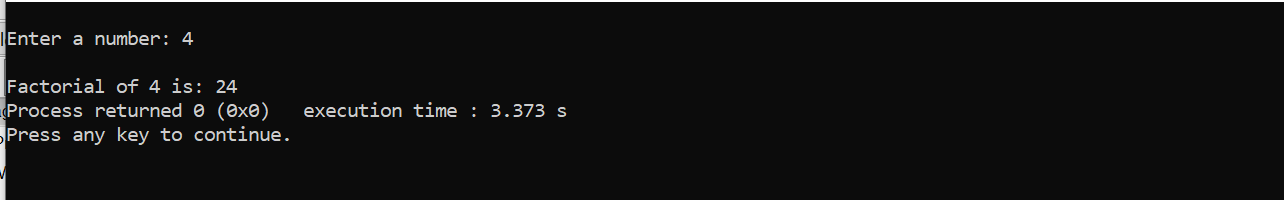 Enter a number: 4
Factorial of 4 is: 24
Process returned 0 (0x0)   execution time : 3.373 s
Press any key to continue.